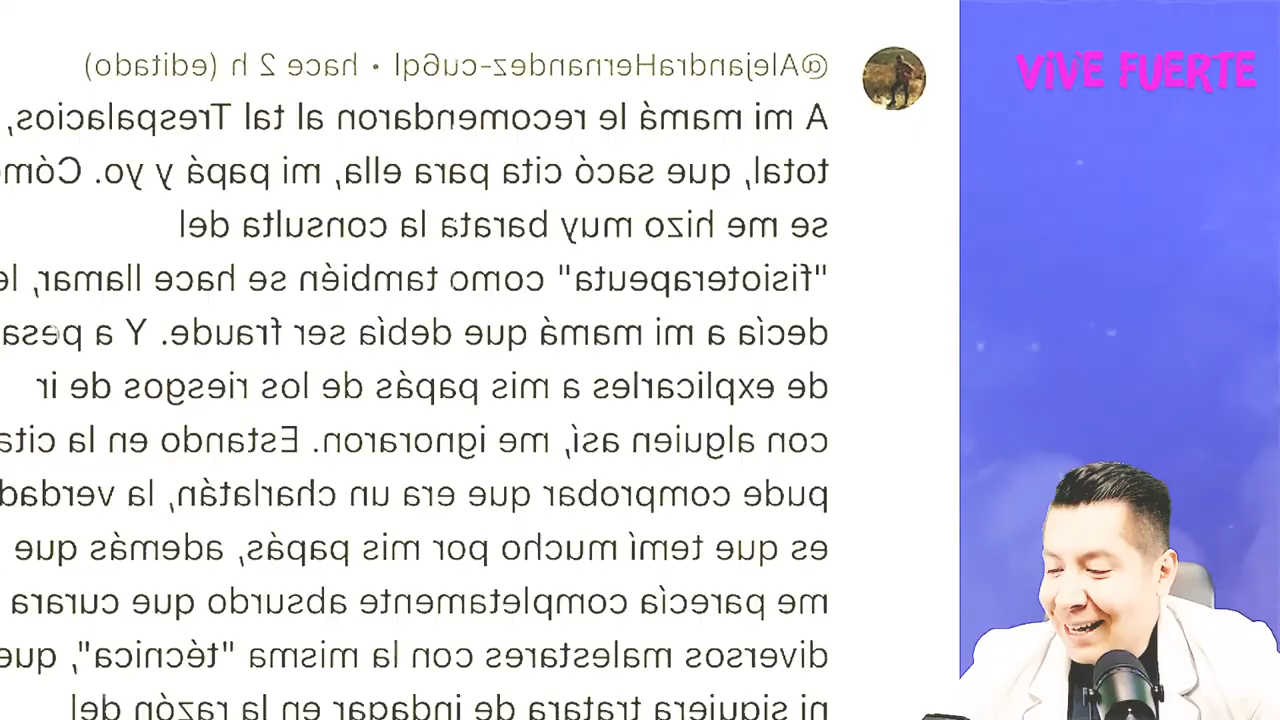 @AlejandraHernandez-cu6ql • hace 2 h (editado)
A mi mamá le recomendaron al tal Trespalacios,
total, que sacó cita para ella, mi papá y yo.
se me hizo muy barata la consulta del
"fisioterapeuta" como también se hace llamar,
decía a mi mamá que debía ser fraude. Y a
de explicarles a mis papás de los riesgos de ir
con alguien así, me ignoraron. Estando en la
pude comprobar que era un charlatán, la
es que temí mucho por mis papás, además que
me parecía completamente absurdo que curara
diversos malestares con la misma "técnica",
ni siquiera tratara de indagar en la razón del
VIVE FUERTE